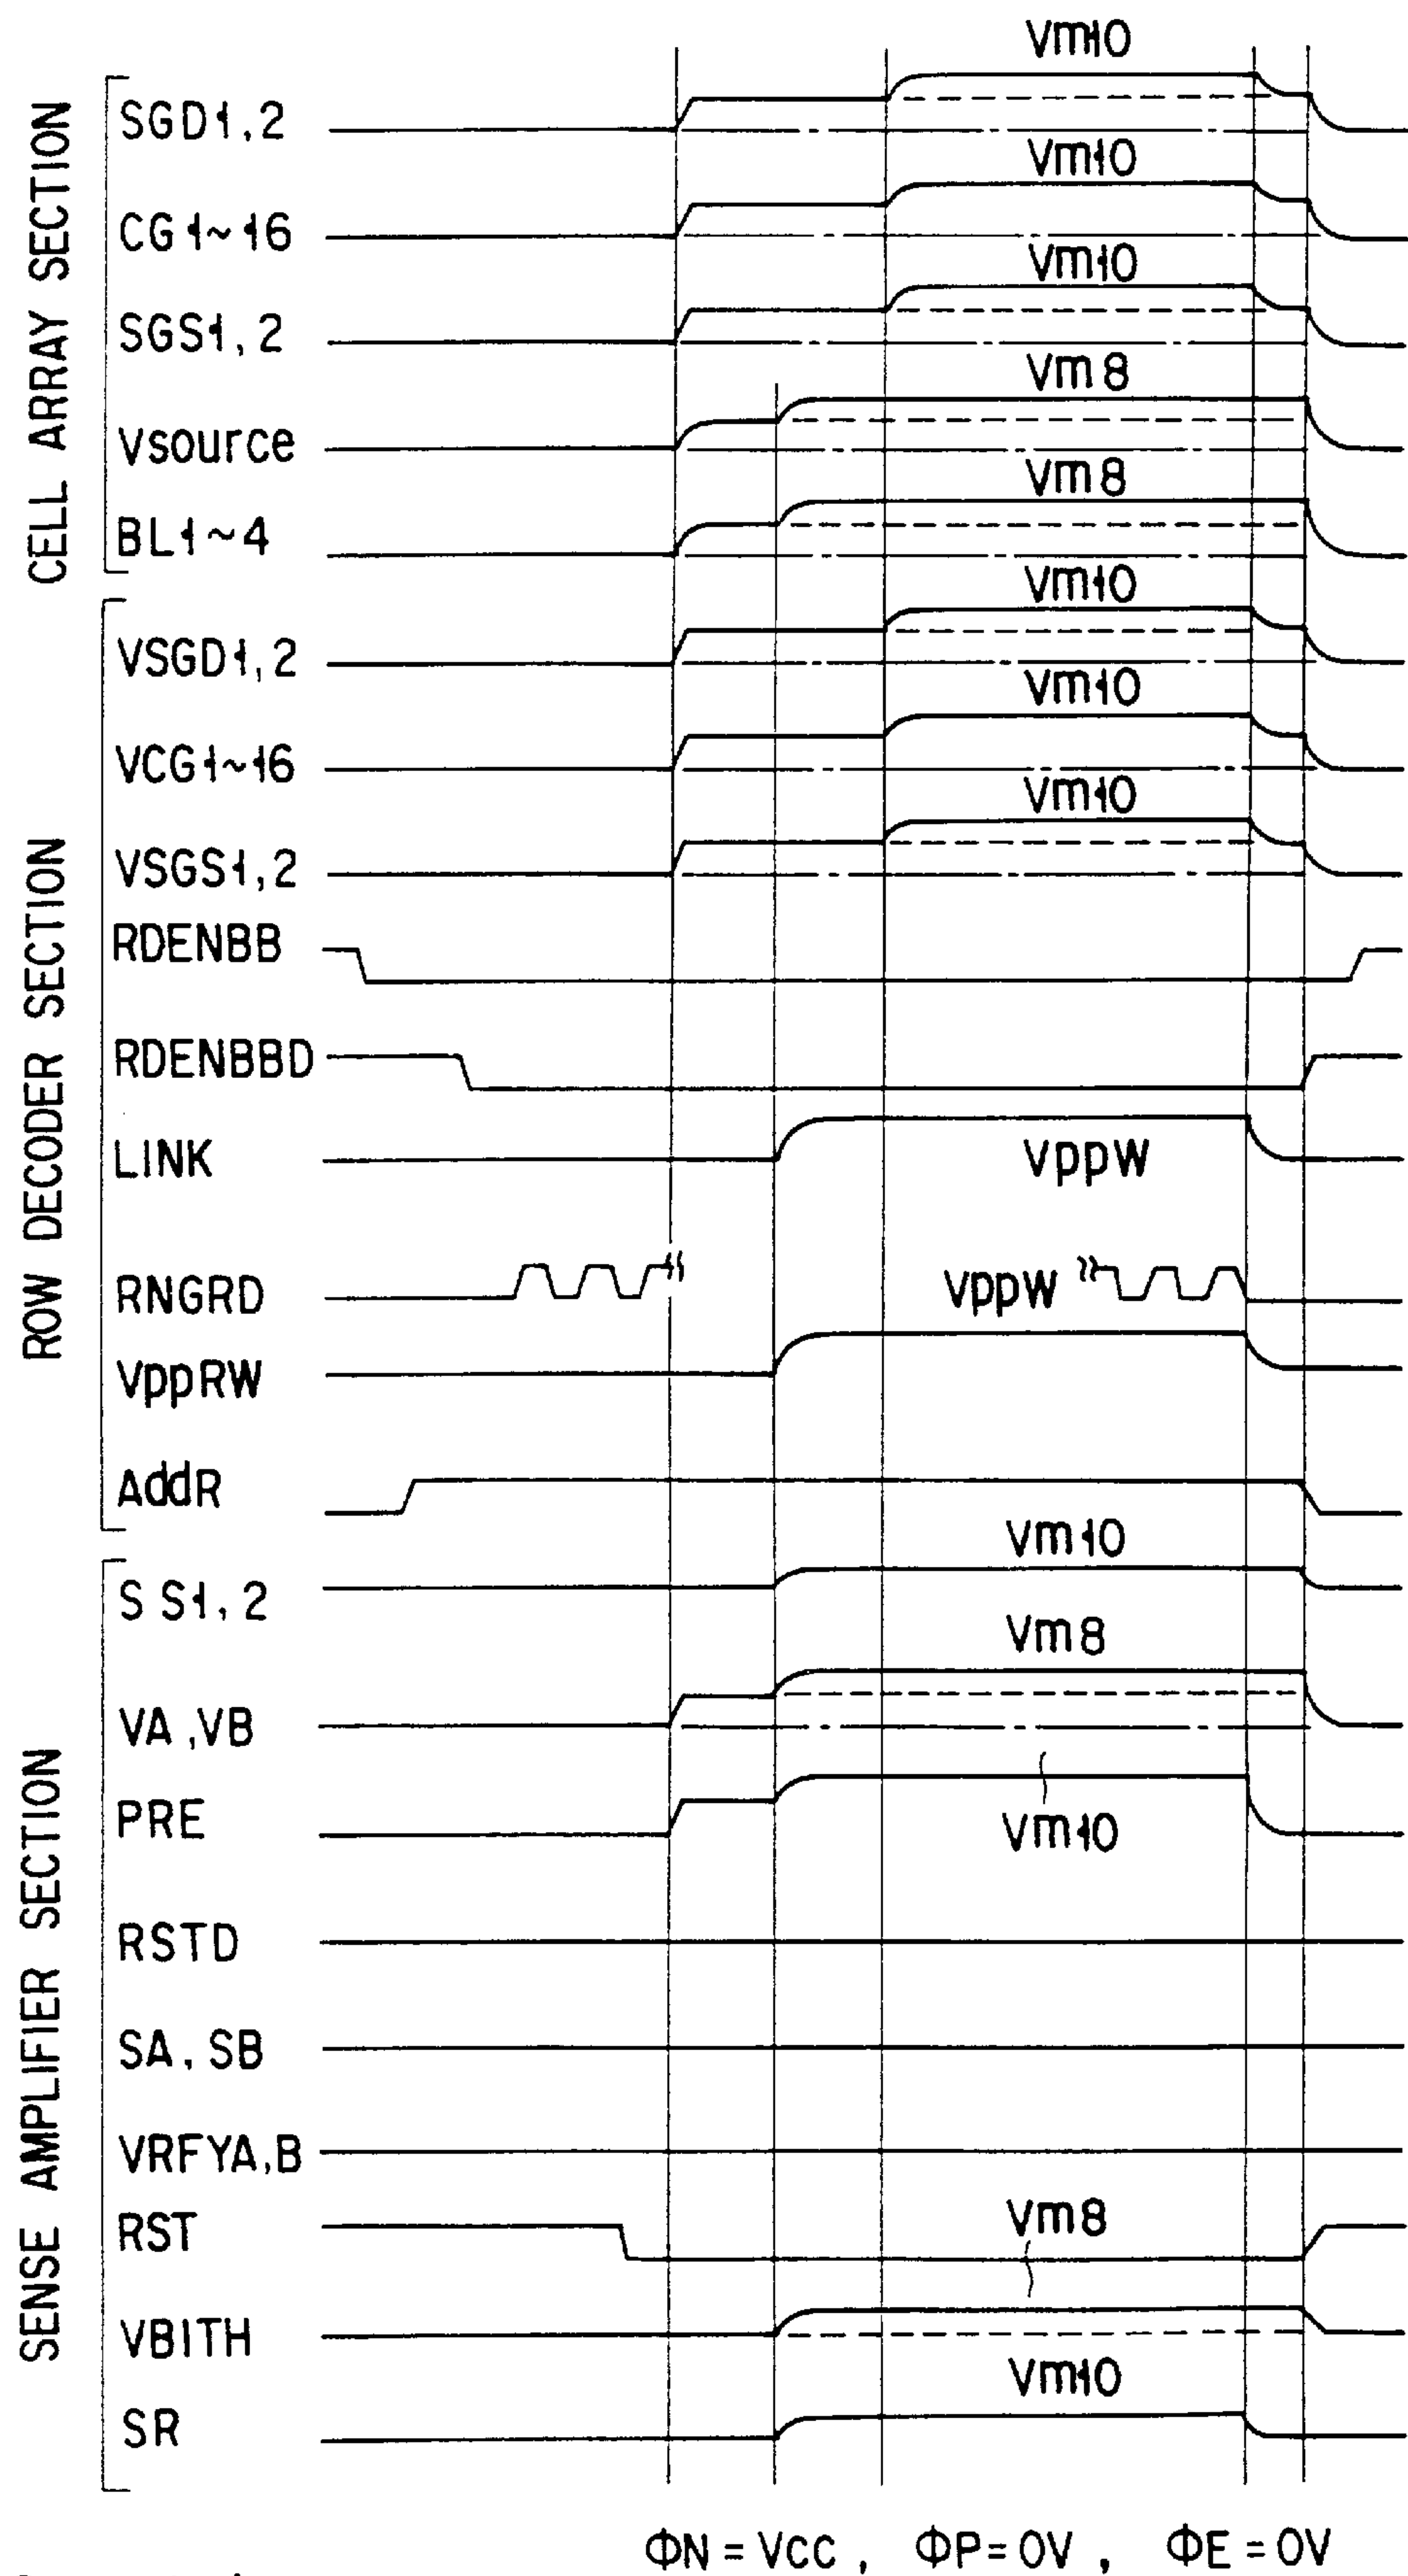 CELL ARRAY SECTION
Vm10
SGD1,2
Vm10
CG1~16
Vm10
SGS1,2
Vm8
Vsource
Vm8
BL1~4
ROW DECODER SECTION
Vm10
VSGD1,2
Vm10
VCG1~16
Vm10
VSGS1,2
RDENBB
RDENBBD
LINK
VppW
RNGRD
VppW
VppRW
AddR
SENSE AMPLIFIER SECTION
Vm10
SS1,2
Vm8
VA,VB
PRE
Vm10
RSTD
SA,SB
VRFYA,B
RST
Vm8
VBITH
Vm10
SR
ΦN=VCC, ΦP=0V, ΦE=0V